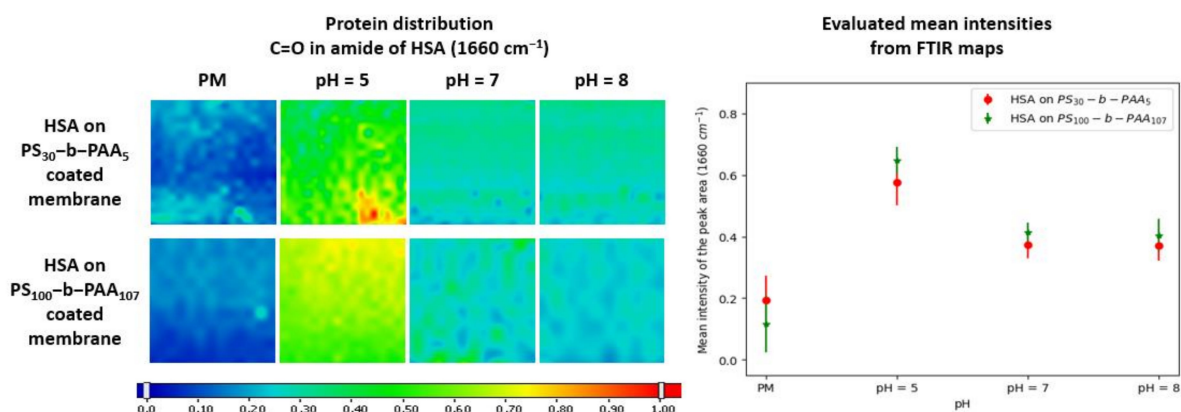 Protein distribution
C=O in amide of HSA (1660 cm⁻¹)
PM pH = 5 pH = 7 pH = 8
HSA on
PS₃₀–b–PAA₅
coated
membrane
HSA on
PS₁₀₀–b–PAA₁₀₇
coated
membrane
0.0 0.10 0.20 0.30 0.40 0.50 0.60 0.70 0.80 0.90 1.00
Evaluated mean intensities
from FTIR maps
HSA on PS₃₀ − b − PAA₅
HSA on PS₁₀₀ − b − PAA₁₀₇
Mean intensity of the peak area (1660 cm⁻¹)
0.8
0.6
0.4
0.2
0.0
PM pH = 5 pH = 7 pH = 8
pH